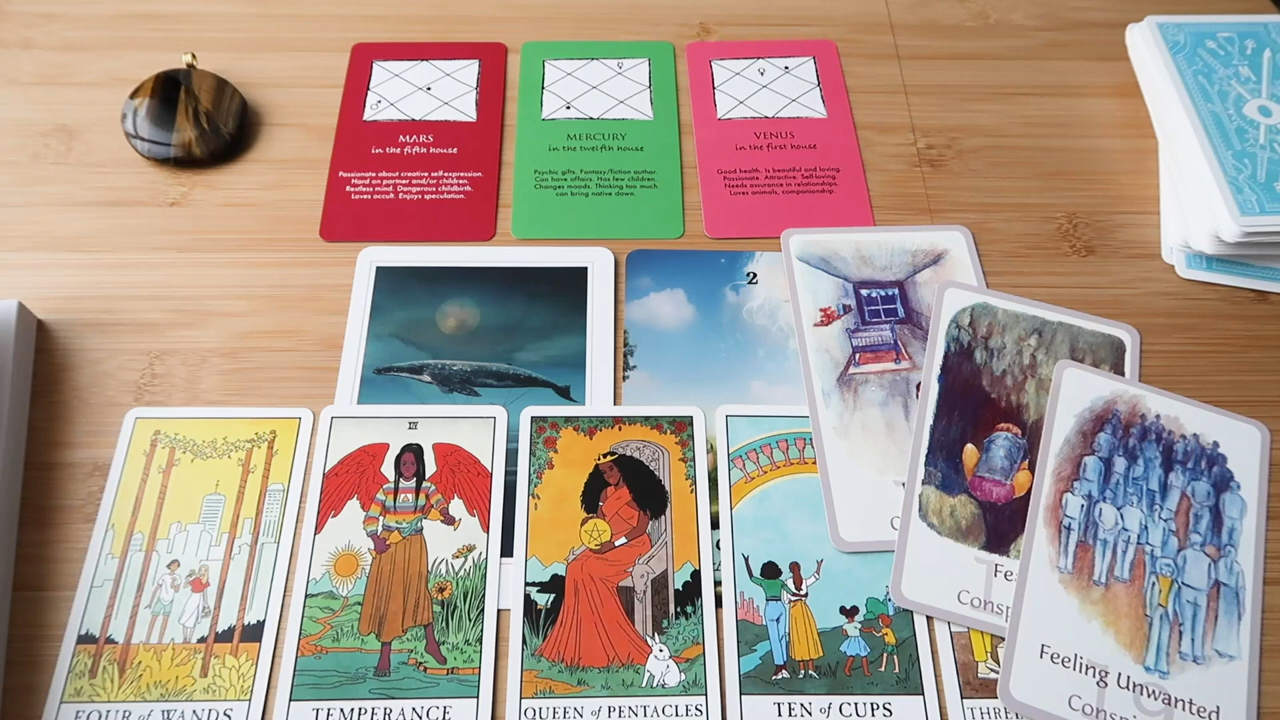 MARS
in the fifth house
Passionate about creative self-expression.
Hard on partner and/or children.
Restless mind. Dangerous childbirth.
Loves occult. Enjoys speculation.
MERCURY
in the twelfth house
Psychic gifts. Fantasy/fiction author.
Can have affairs. Has few children.
Changes moods. Thinking too much
can bring native down.
VENUS
in the first house
Good health. Is beautiful and loving.
Passionate. Attractive. Self-loving.
Needs assurance in relationships.
Loves animals, companionship.
2
FOUR of WANDS
TEMPERANCE
QUEEN of PENTACLES
TEN of CUPS
THREE
Feeling Unwanted